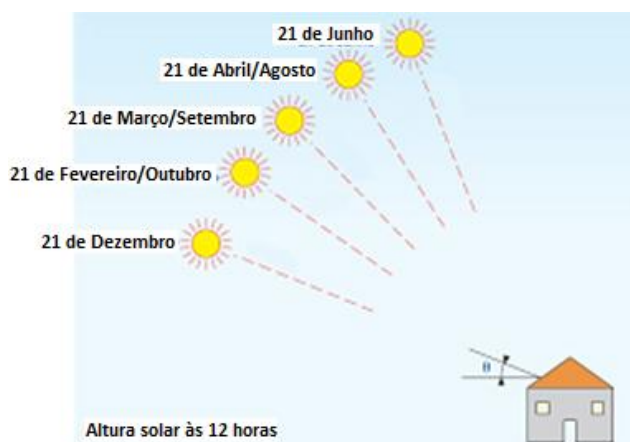 21 de Junho
21 de Abril/Agosto
21 de Março/Setembro
21 de Fevereiro/Outubro
21 de Dezembro
θ
Altura solar às 12 horas